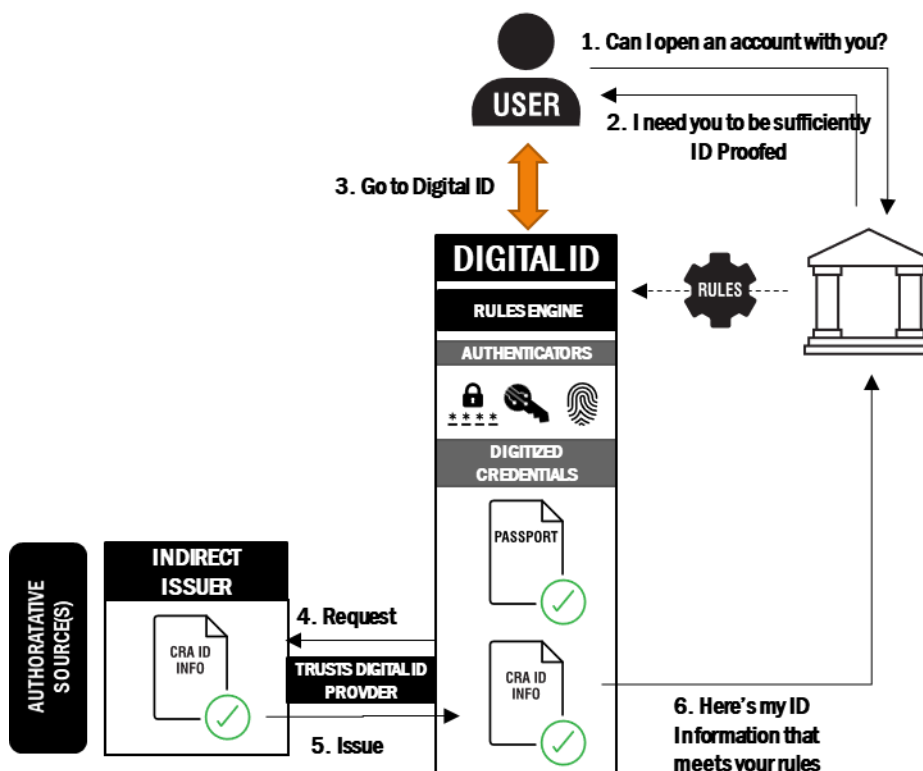 1. Can I open an account with you?
USER
2. I need you to be sufficiently
ID Proofed
3. Go to Digital ID
DIGITAL ID
RULES ENGINE
RULES
AUTHENTICATORS
****
DIGITIZED
CREDENTIALS
PASSPORT
AUTHORATATIVE
SOURCE(S)
INDIRECT
ISSUER
CRA ID
INFO
4. Request
TRUSTS DIGITAL ID
PROVDER
5. Issue
CRA ID
INFO
6. Here's my ID
Information that
meets your rules